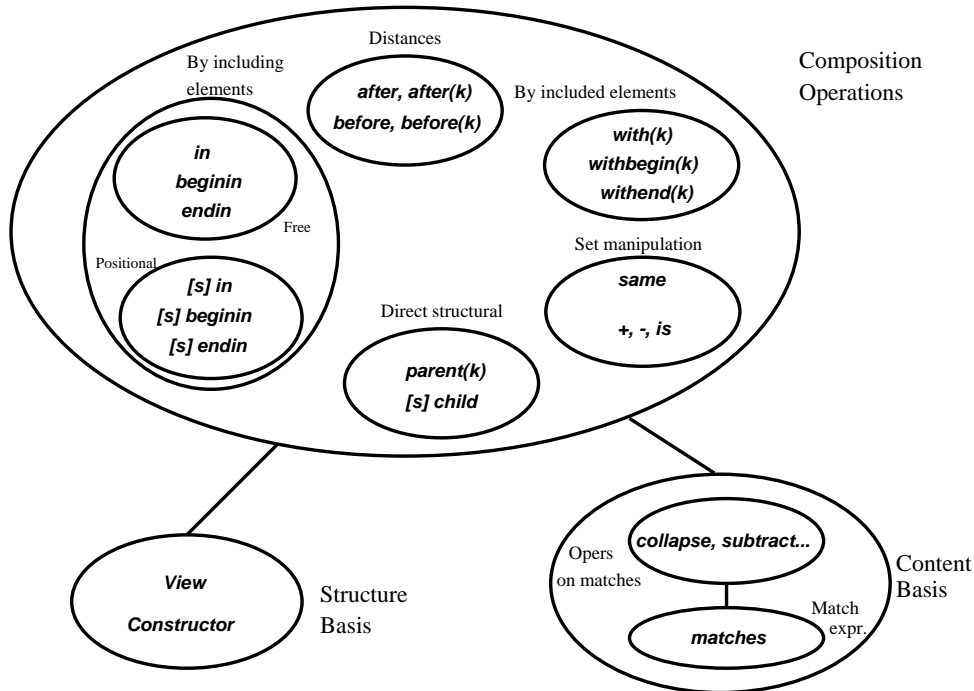 Distances
after, after(k)
before, before(k)
By including
elements
in
beginin
endin
Free
Positional
[s] in
[s] beginin
[s] endin
By included elements
with(k)
withbegin(k)
withend(k)
Composition
Operations
Set manipulation
same
+, -, is
Direct structural
parent(k)
[s] child
View
Constructor
Structure
Basis
Opers
on matches
collapse, subtract...
matches
Match
expr.
Content
Basis